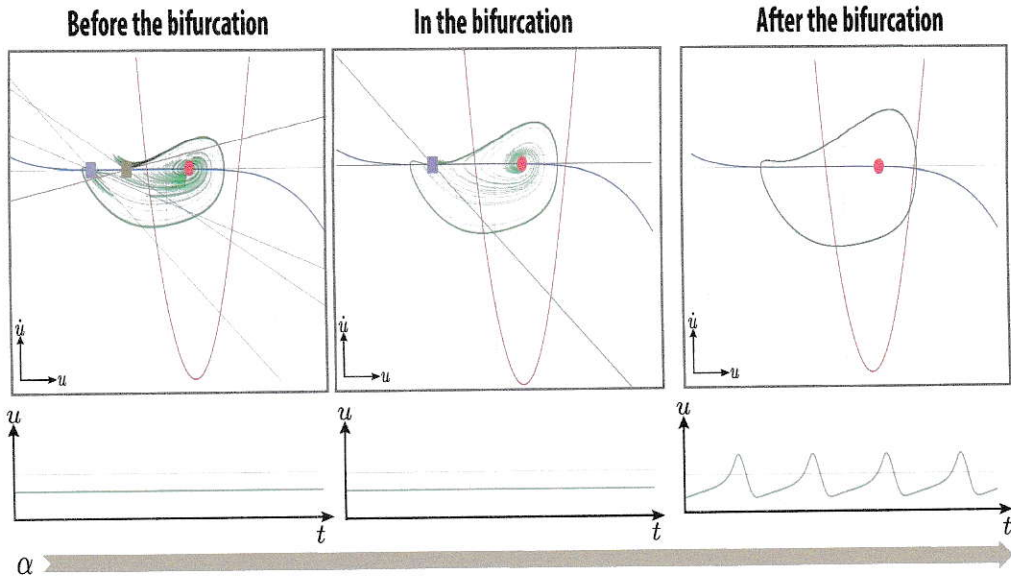 Before the bifurcation
In the bifurcation
After the bifurcation
u̇
u
u̇
u
u̇
u
u
t
u
t
u
t
α